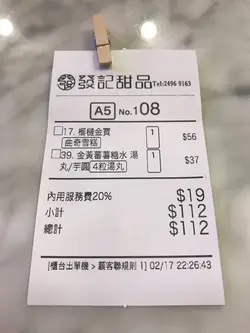 發記甜品 Tel:2496 9163
A5 No.108
17. 榴槤金寶 1 $56
曲奇雪糕
39. 金黃蕃薯糖水 湯 1 $37
丸/芋圓 4粒湯丸
內用服務費20% $19
小計 $112
總計 $112
[櫃台出單機 > 顧客聯規則 1] 02/17 22:26:43